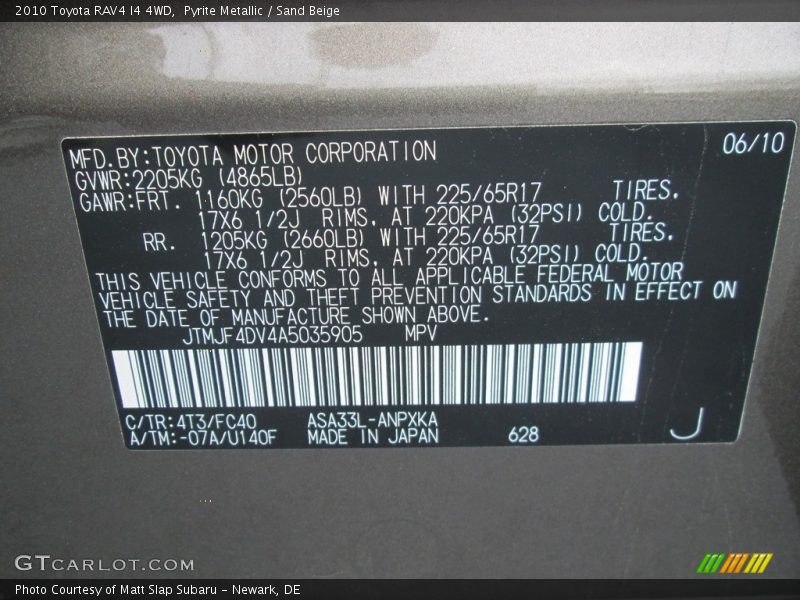 2010 Toyota RAV4 I4 4WD, Pyrite Metallic / Sand Beige
MFD.BY:TOYOTA MOTOR CORPORATION 06/10
GVWR:2205KG (4865LB)
GAWR:FRT. 1160KG (2560LB) WITH 225/65R17 TIRES.
17X6 1/2J RIMS. AT 220KPA (32PSI) COLD.
RR. 1205KG (2660LB) WITH 225/65R17 TIRES.
17X6 1/2J RIMS. AT 220KPA (32PSI) COLD.
THIS VEHICLE CONFORMS TO ALL APPLICABLE FEDERAL MOTOR
VEHICLE SAFETY AND THEFT PREVENTION STANDARDS IN EFFECT ON
THE DATE OF MANUFACTURE SHOWN ABOVE.
JTMJF4DV4A5035905 MPV
C/TR:4T3/FC40 ASA33L-ANPXKA
A/TM:-07A/U140F MADE IN JAPAN 628 J
GTCARLOT.COM
Photo Courtesy of Matt Slap Subaru - Newark, DE